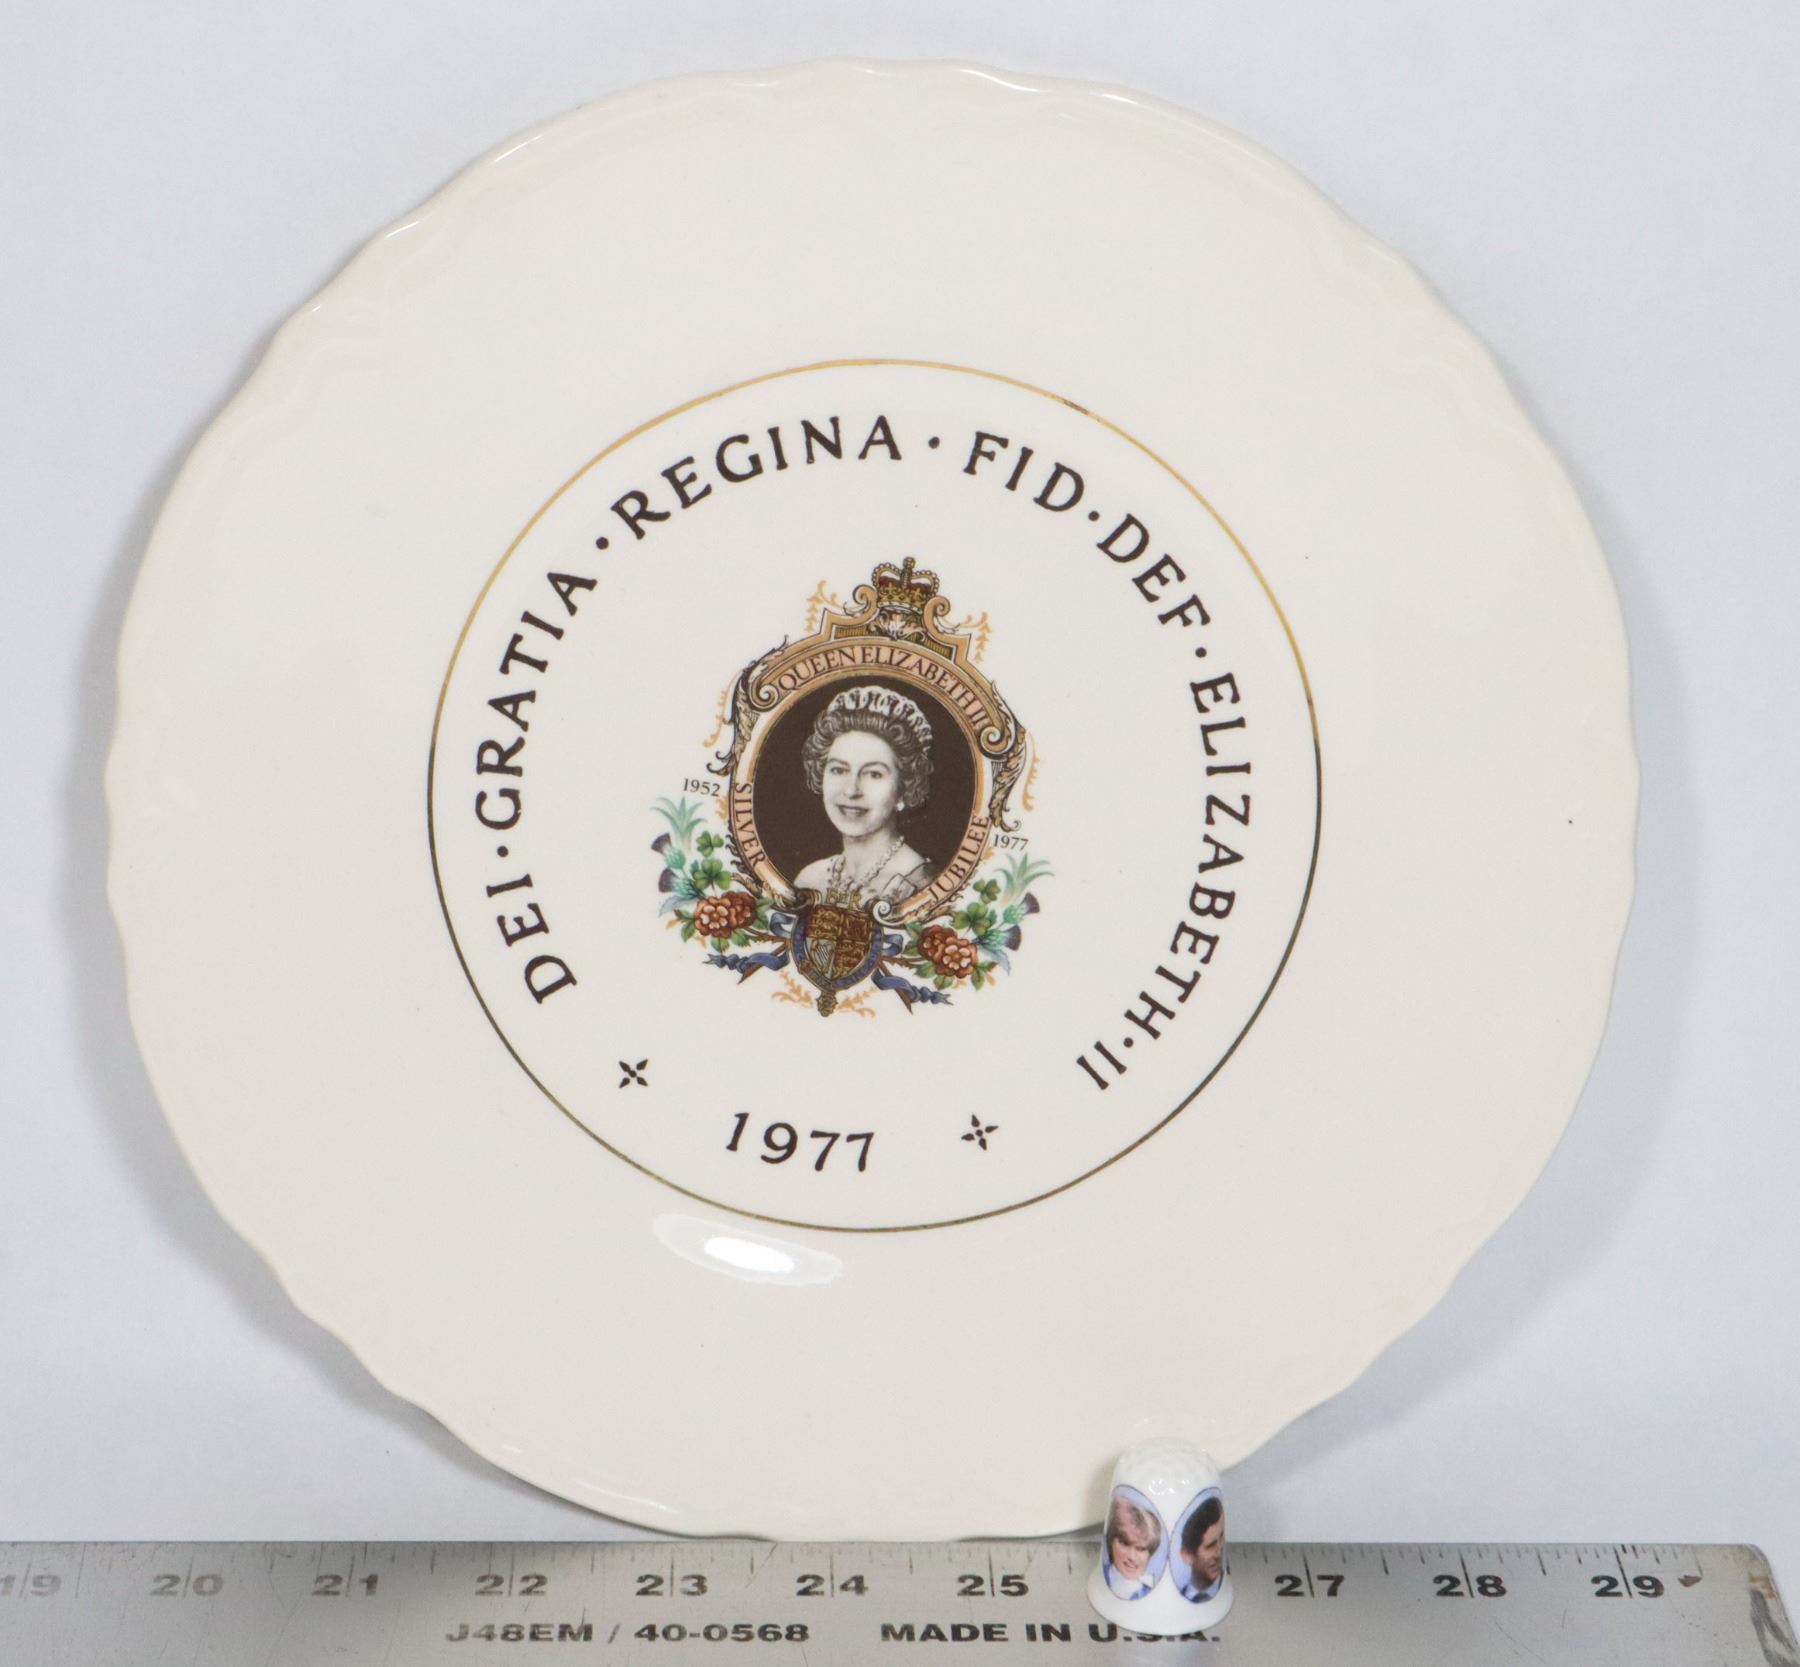 DEI · GRATIA · REGINA · FID · DEF · ELIZABETH · II
1977
QUEEN ELIZABETH II
1952
SILVER
JUBILEE
1977
19 20 21 22 23 24 25 27 28 29
J48EM / 40-0568 MADE IN U.S.A.